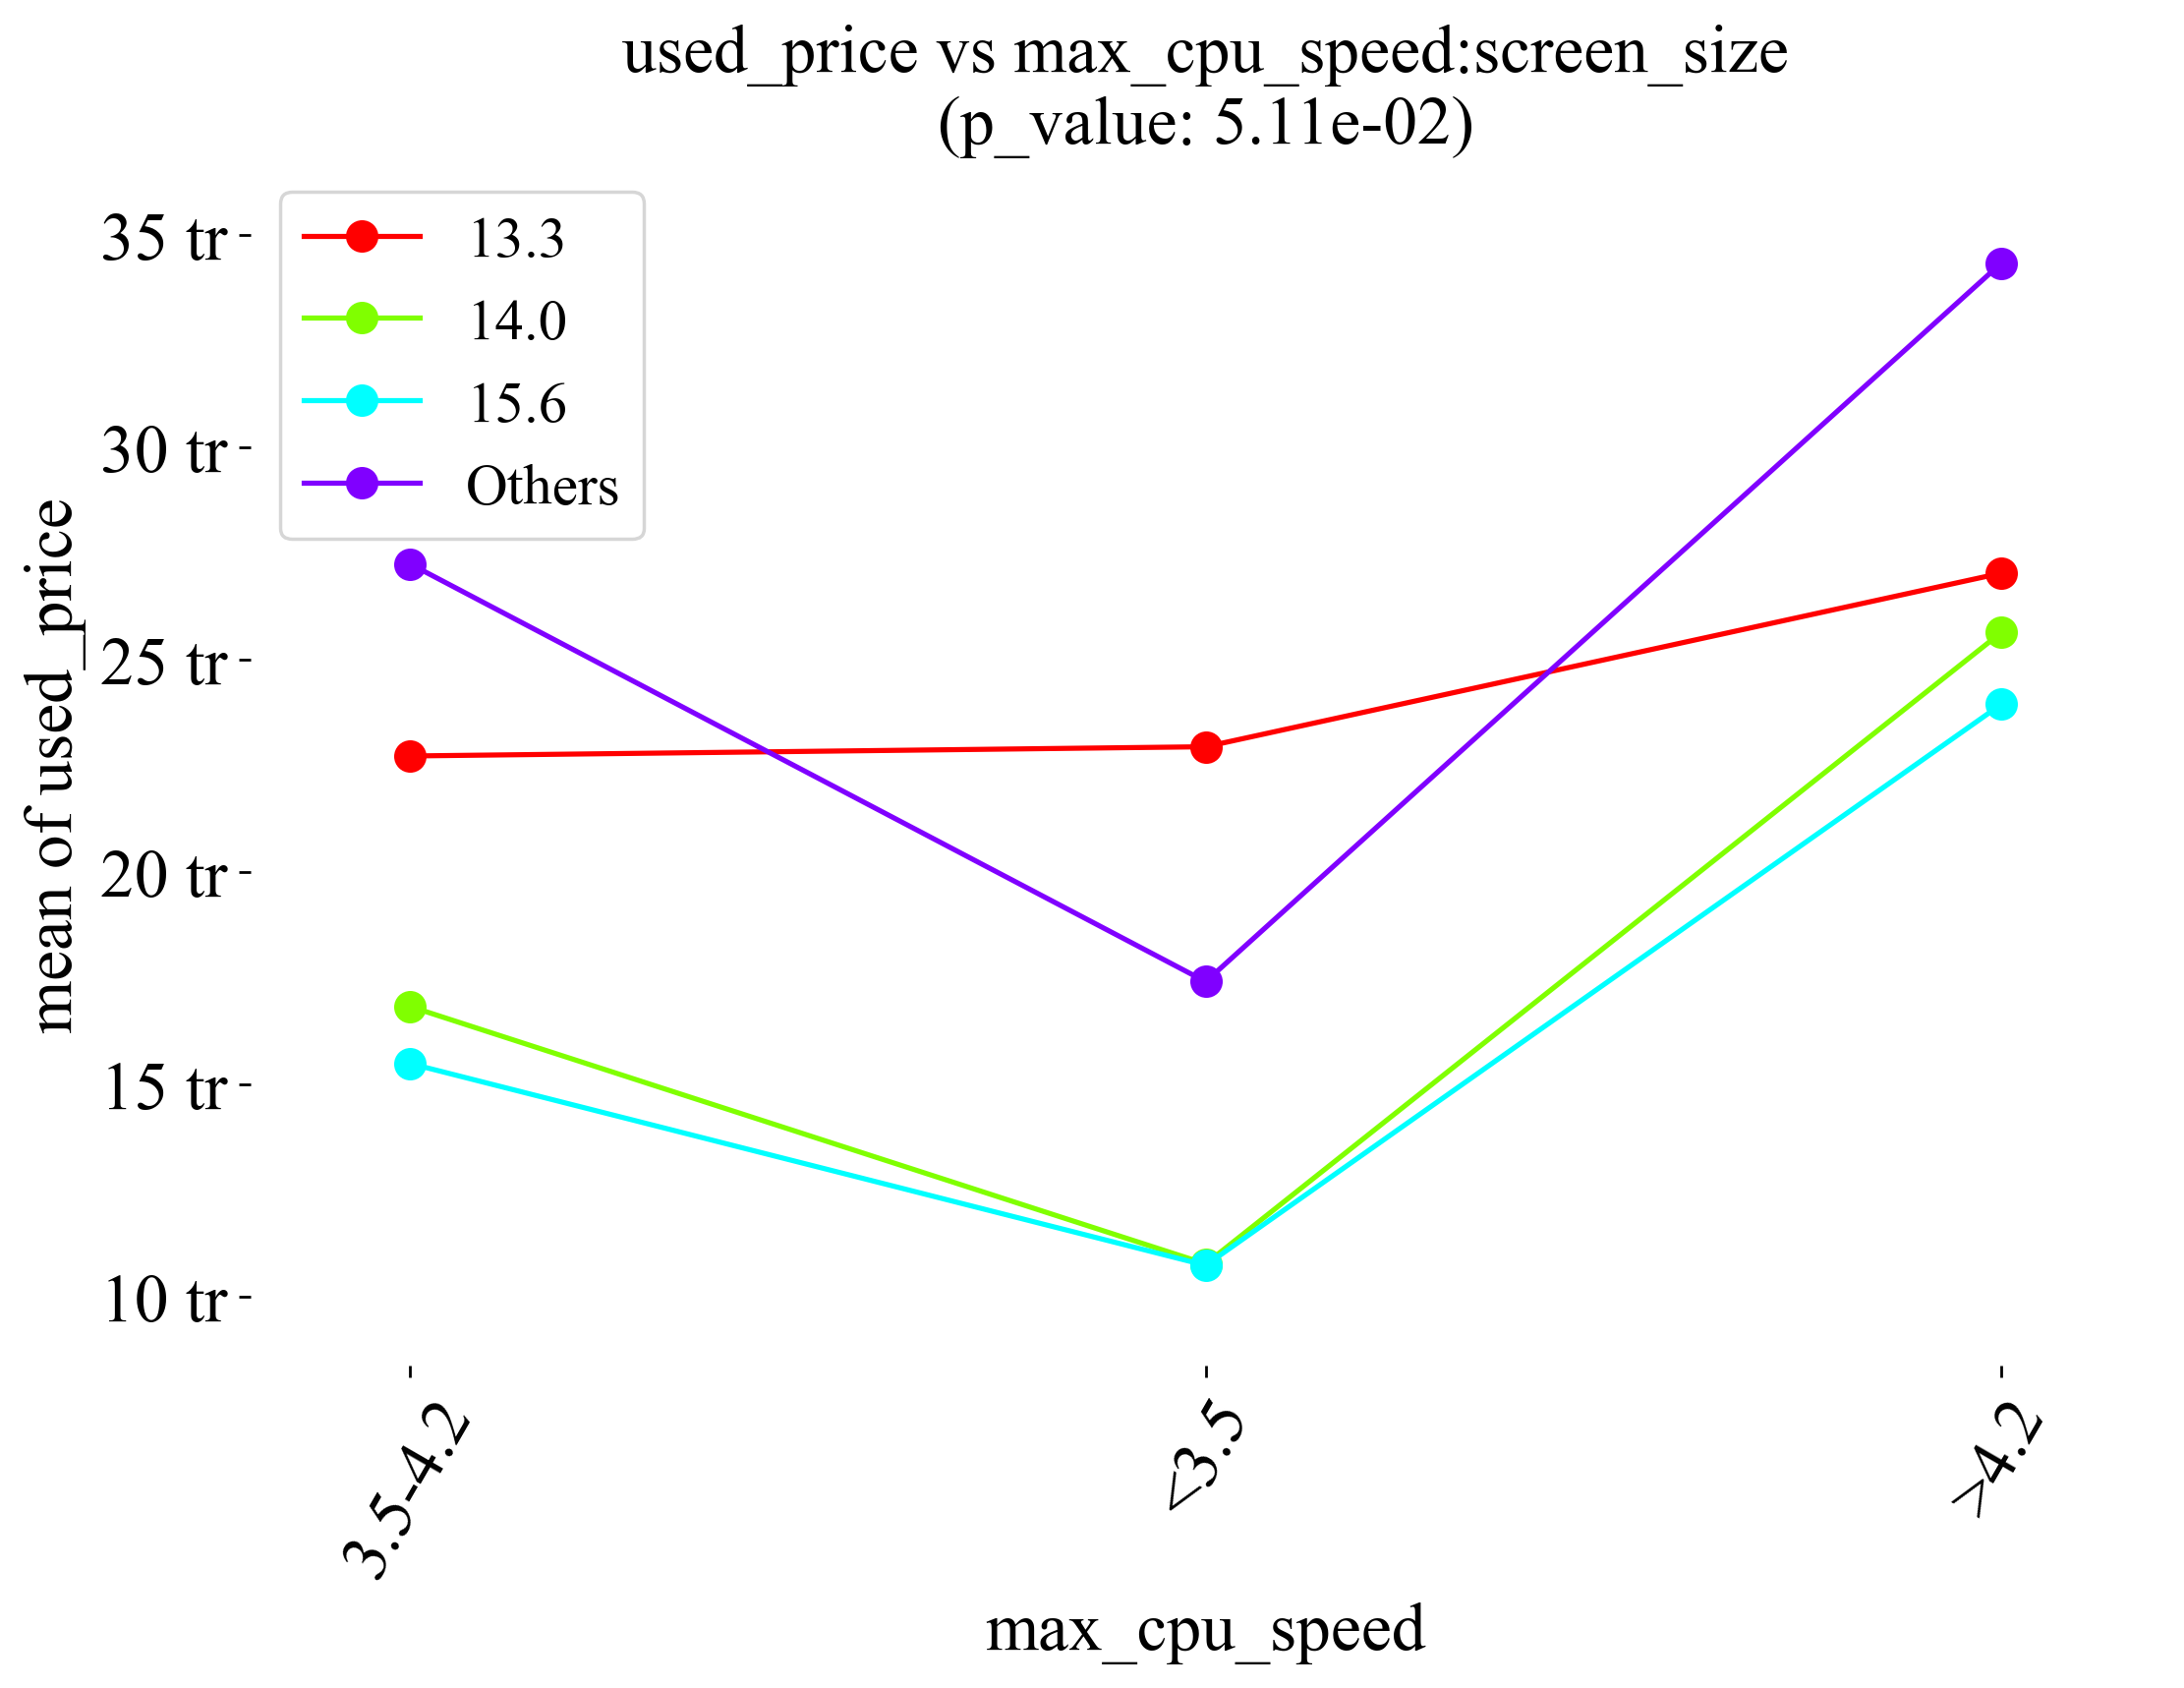 used_price vs max_cpu_speed:screen_size
(p_value: 5.11e-02)
13.3
14.0
15.6
Others
35 tr
30 tr
25 tr
20 tr
15 tr
10 tr
mean of used_price
3.5-4.2
<3.5
>4.2
max_cpu_speed